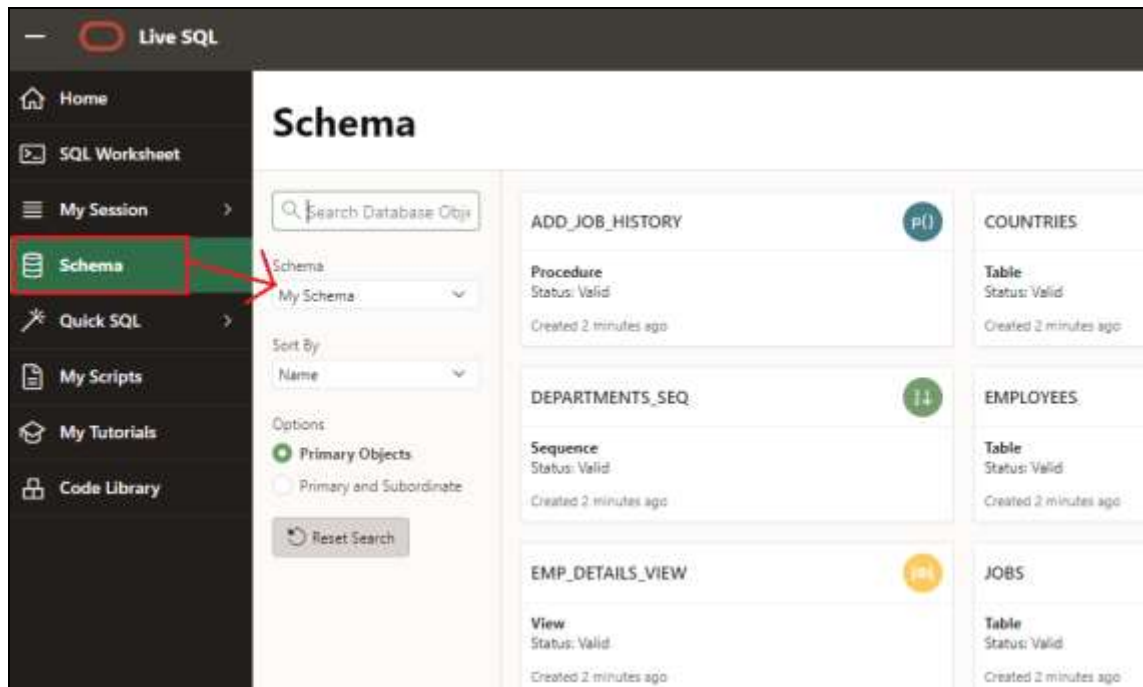 Live SQL
Home
SQL Worksheet
My Session
Schema
Quick SQL
My Scripts
My Tutorials
Code Library
Schema
Search Database Obje
Schema
My Schema
Sort By
Name
Options
Primary Objects
Primary and Subordinate
Reset Search
ADD_JOB_HISTORY
p()
Procedure
Status: Valid
Created 2 minutes ago
COUNTRIES
Table
Status: Valid
Created 2 minutes ago
DEPARTMENTS_SEQ
Sequence
Status: Valid
Created 2 minutes ago
EMPLOYEES
Table
Status: Valid
Created 2 minutes ago
EMP_DETAILS_VIEW
View
Status: Valid
Created 2 minutes ago
JOBS
Table
Status: Valid
Created 2 minutes ago